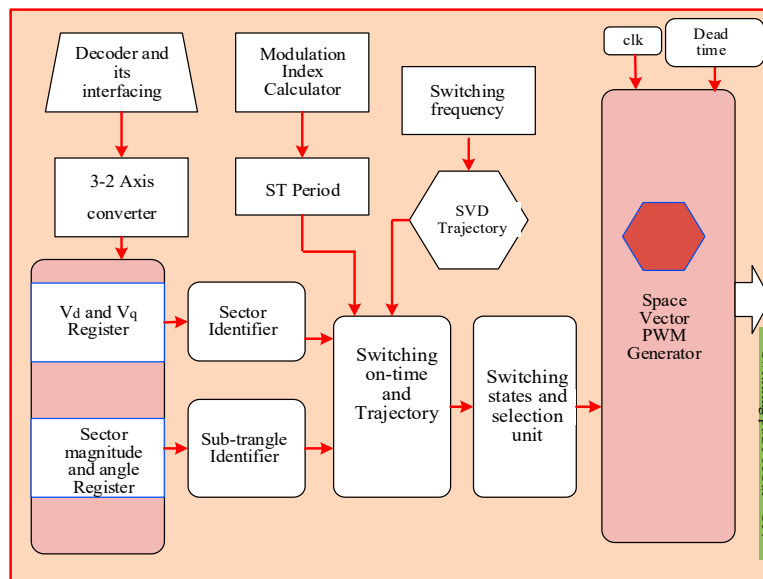 Decoder and
its
interfacing
Modulation
Index
Calculator
Switching
frequency
clk
Dead
time
3-2 Axis
converter
ST Period
SVD
Trajectory
Vd and Vq
Register
Sector
Identifier
Sector
magnitude
and angle
Register
Sub-trangle
Identifier
Switching
on-time
and
Trajectory
Switching
states and
selection
unit
Space
Vector
PWM
Generator